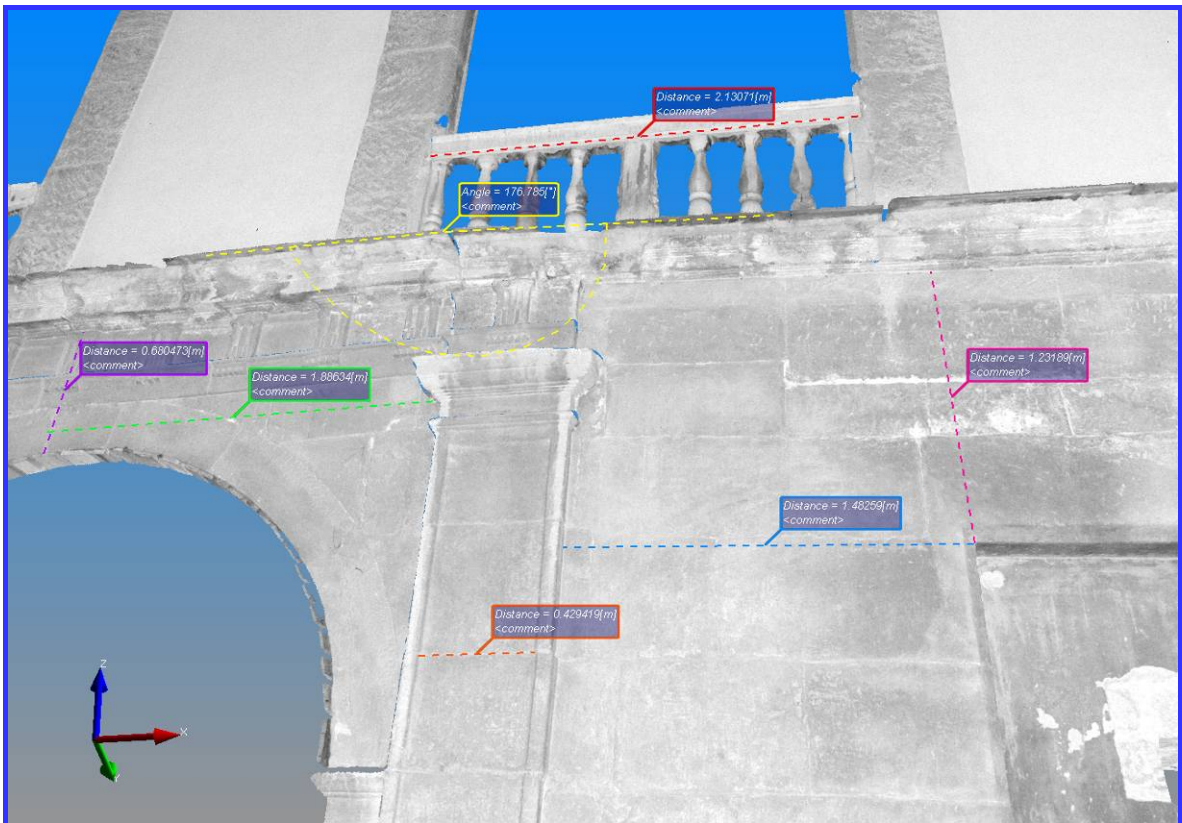 Distance = 2.13071[m]
<comment>
Angle = 176.785[°]
<comment>
Distance = 0.680473[m]
<comment>
Distance = 1.88634[m]
<comment>
Distance = 1.23189[m]
<comment>
Distance = 1.48259[m]
<comment>
Distance = 0.429419[m]
<comment>
Z
X
Y